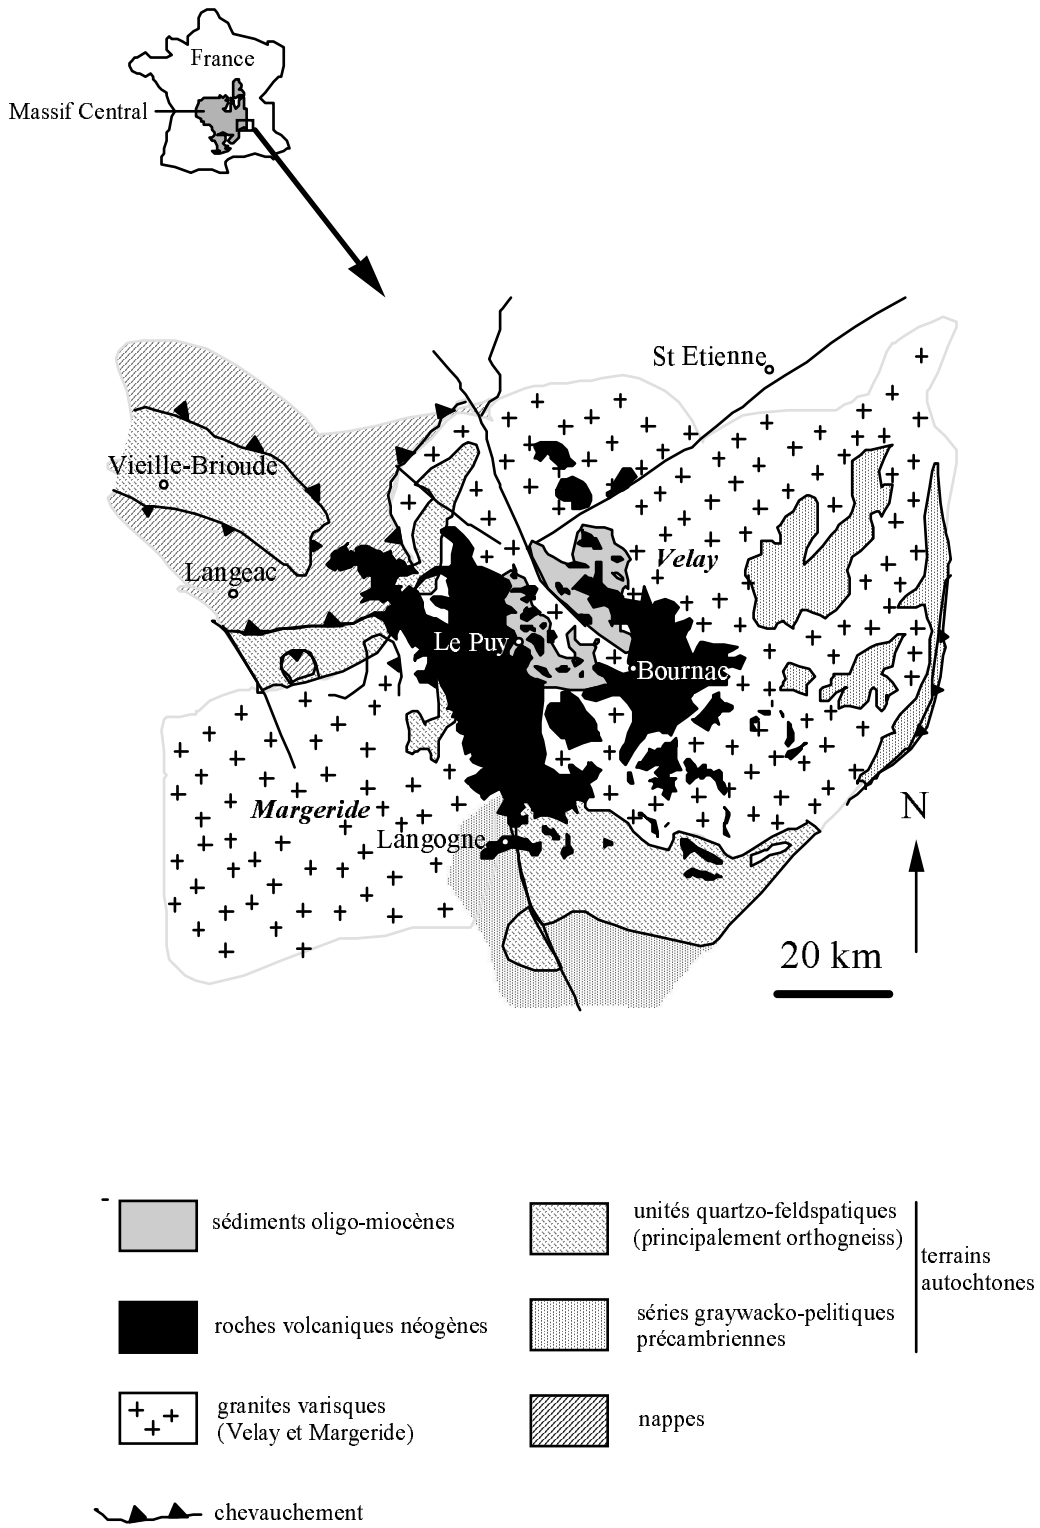 France
Massif Central
St Etienne
Vieille-Brioude
Velay
Langeac
Le Puy
Bournac
Margeride
Langogne
N
20 km
sédiments oligo-miocènes
roches volcaniques néogènes
granites varisques
(Velay et Margeride)
chevauchement
unités quartzo-feldspatiques
(principalement orthogneiss)
séries graywacko-pelitiques
précambriennes
nappes
terrains
autochtones